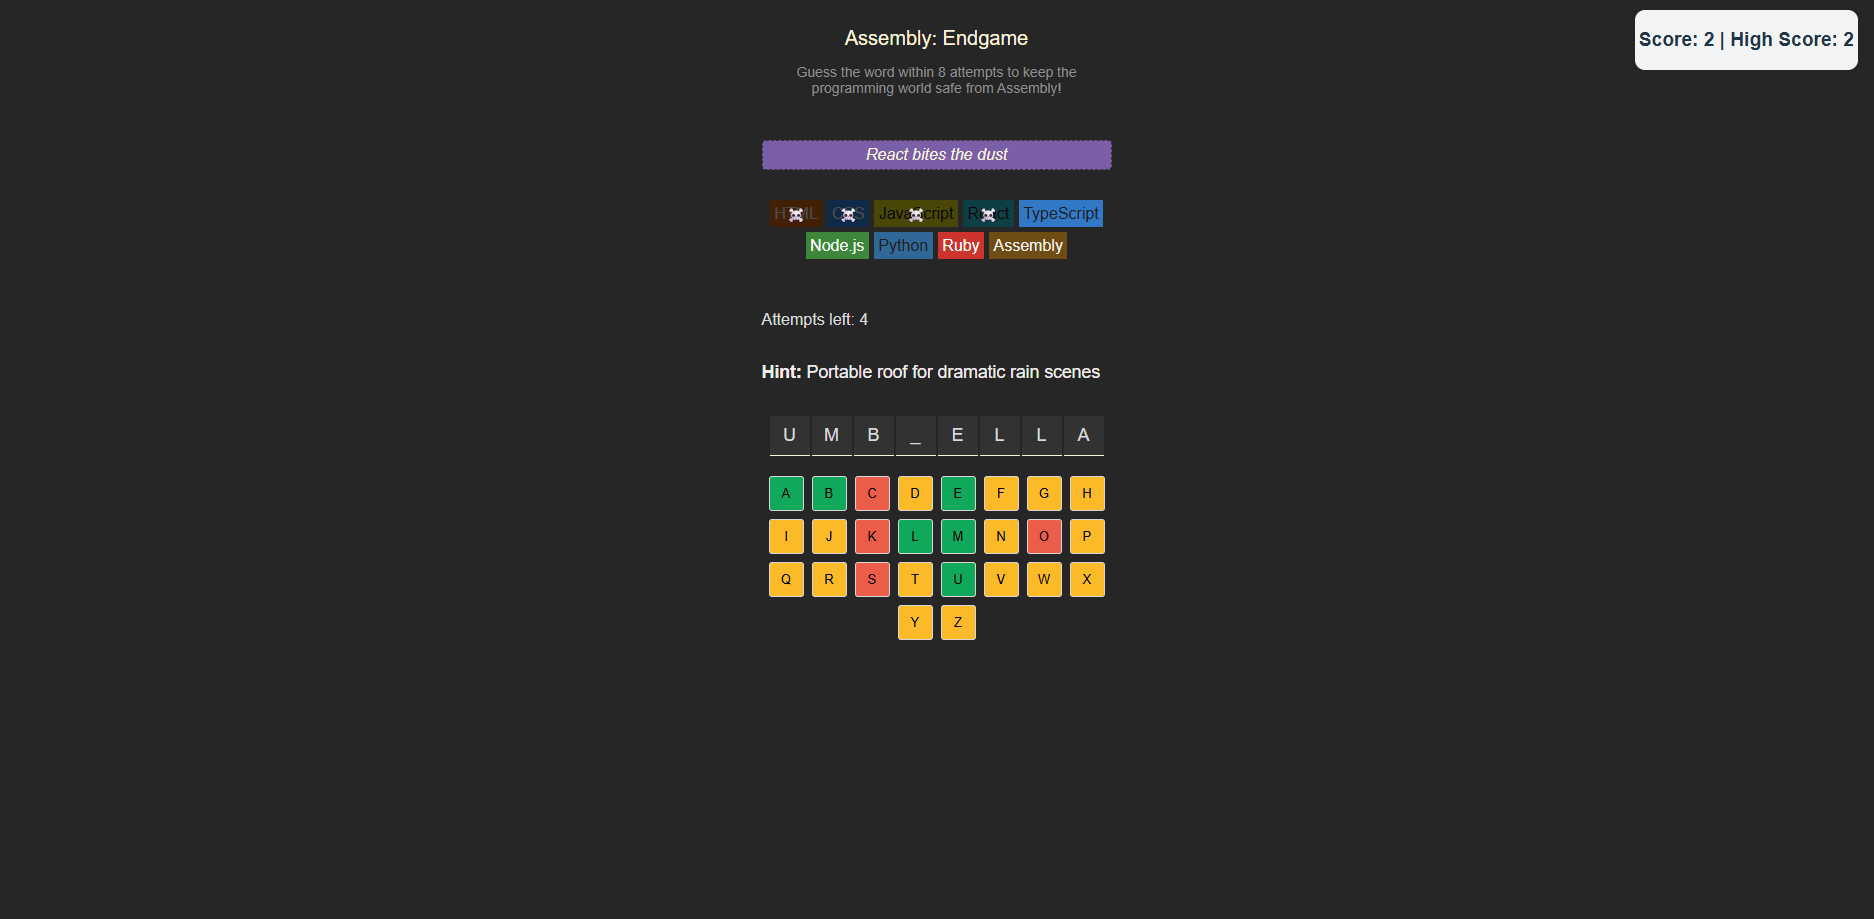 Assembly: Endgame
Score: 2 | High Score: 2
Guess the word within 8 attempts to keep the
programming world safe from Assembly!
React bites the dust
HTML CSS JavaScript React TypeScript
Node.js Python Ruby Assembly
Attempts left: 4
Hint: Portable roof for dramatic rain scenes
U M B _ E L L A
A B C D E F G H
I J K L M N O P
Q R S T U V W X
Y Z